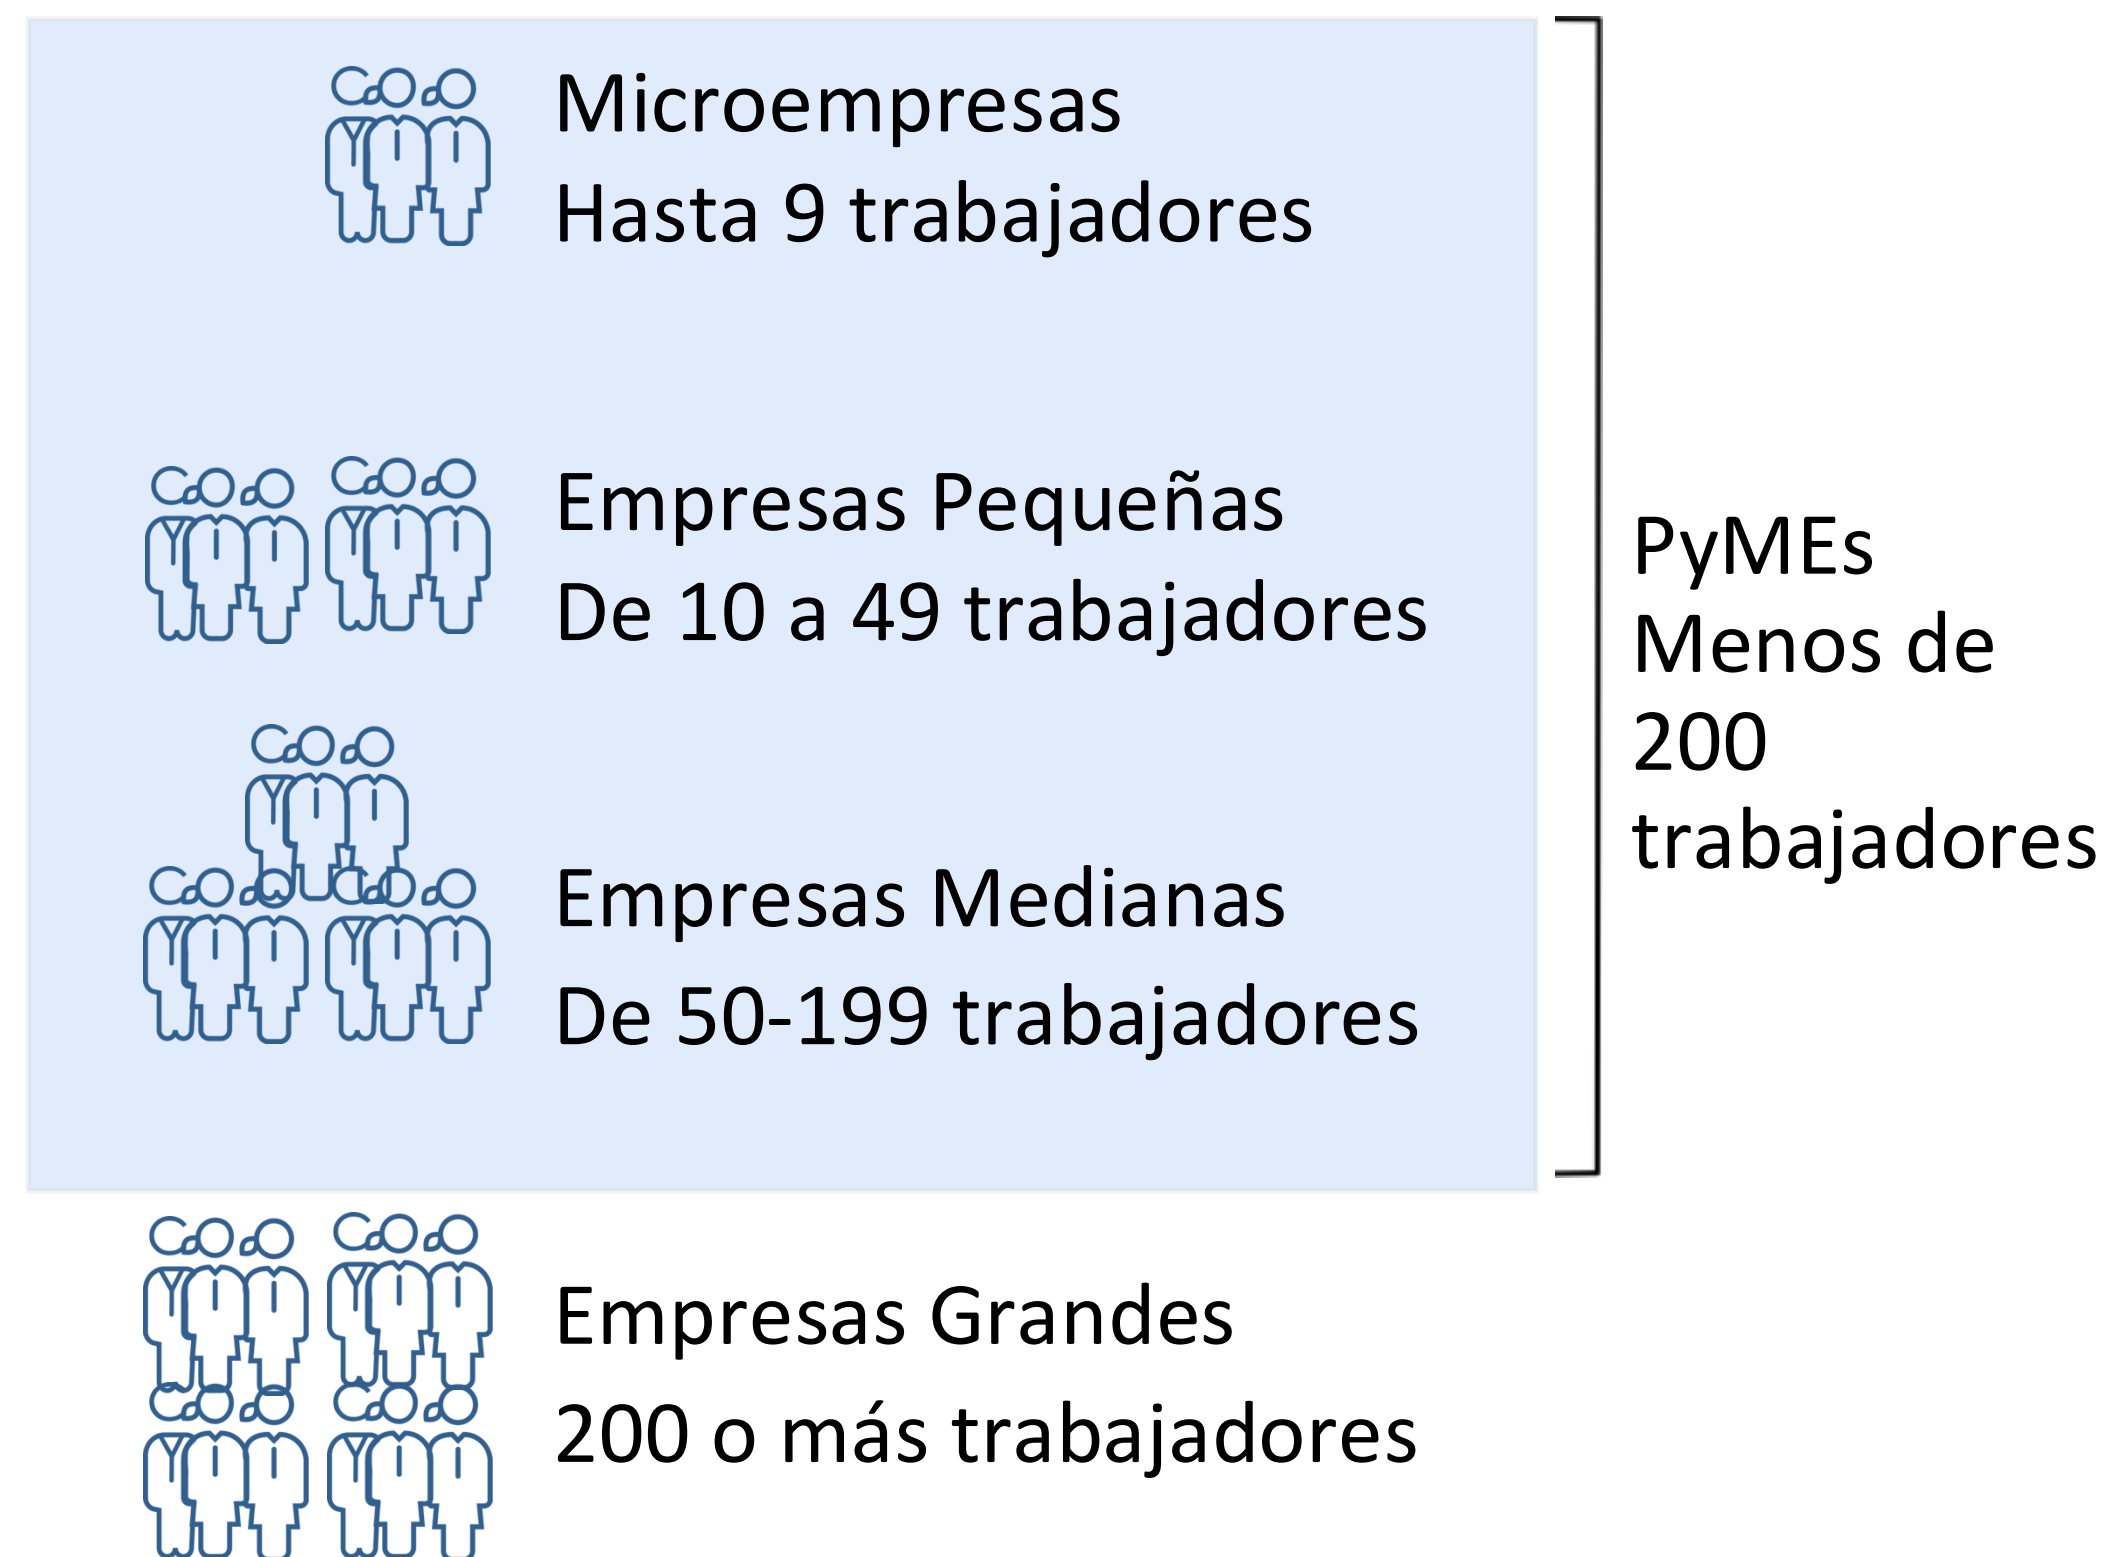 Microempresas
Hasta 9 trabajadores
Empresas Pequeñas
De 10 a 49 trabajadores
Empresas Medianas
De 50-199 trabajadores
PyMEs
Menos de
200
trabajadores
Empresas Grandes
200 o más trabajadores